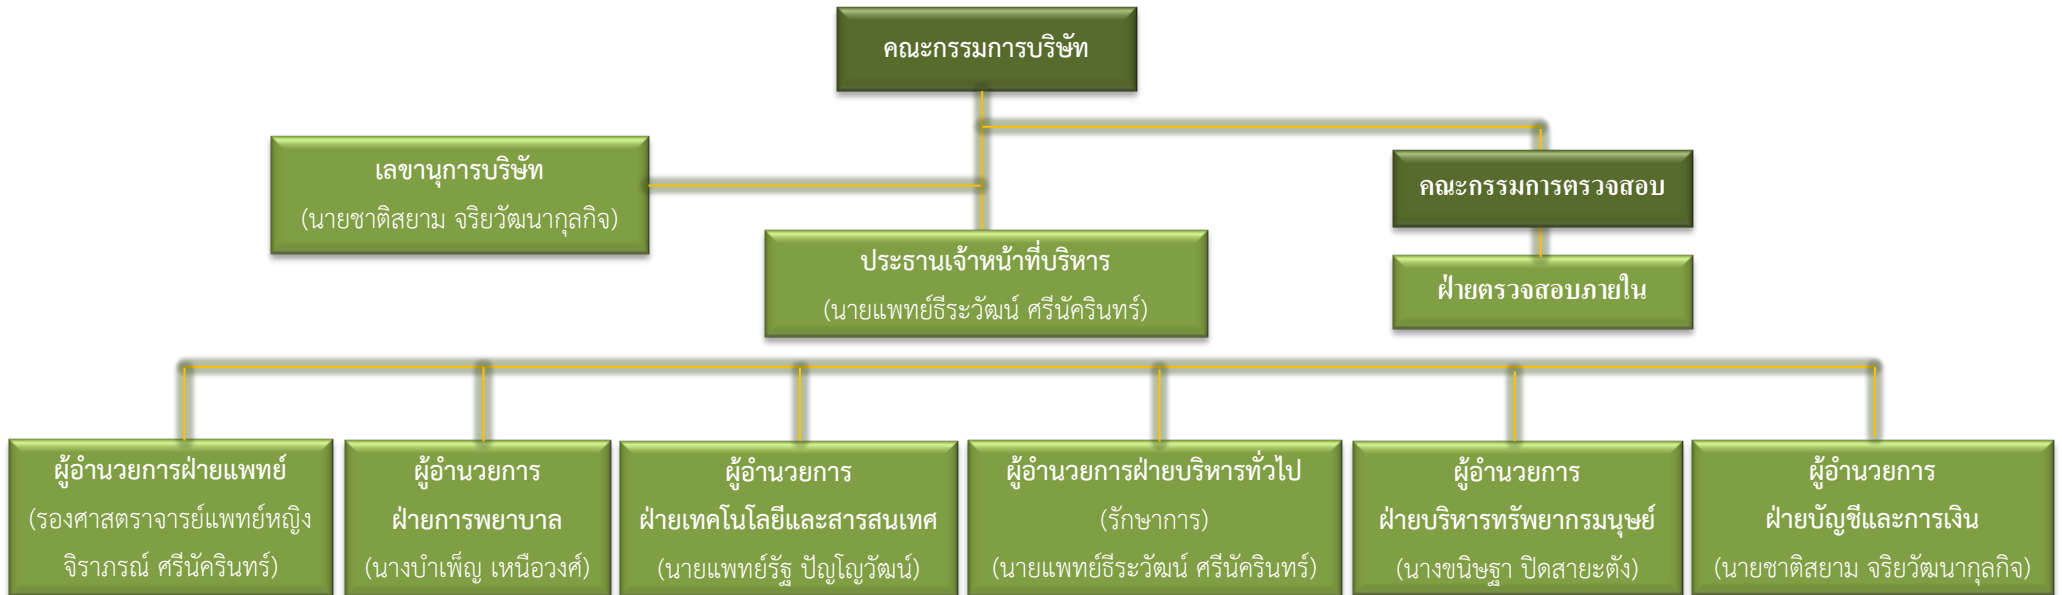 คณะกรรมการบริษัท
เลขานุการบริษัท
(นายชาติสยาม จริยวัฒนากุลกิจ)
คณะกรรมการตรวจสอบ
ประธานเจ้าหน้าที่บริหาร
(นายแพทย์ธีระวัฒน์ ศรีนัครินทร์)
ฝ่ายตรวจสอบภายใน
ผู้อำนวยการฝ่ายแพทย์
(รองศาสตราจารย์แพทย์หญิง
จิราภรณ์ ศรีนัครินทร์)
ผู้อำนวยการ
ฝ่ายการพยาบาล
(นางบำเพ็ญ เหนือวงศ์)
ผู้อำนวยการ
ฝ่ายเทคโนโลยีและสารสนเทศ
(นายแพทย์รัฐ ปัญโญวัฒน์)
ผู้อำนวยการฝ่ายบริหารทั่วไป
(รักษาการ)
(นายแพทย์ธีระวัฒน์ ศรีนัครินทร์)
ผู้อำนวยการ
ฝ่ายบริหารทรัพยากรมนุษย์
(นางขนิษฐา ปิดสายะตัง)
ผู้อำนวยการ
ฝ่ายบัญชีและการเงิน
(นายชาติสยาม จริยวัฒนากุลกิจ)